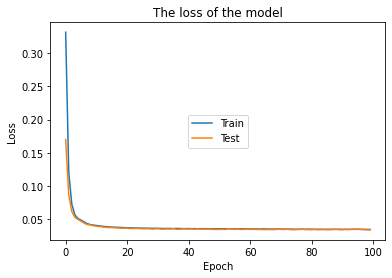 The loss of the model
0.30
0.25
0.20
0.15
0.10
0.05
Loss
Train
Test
0 20 40 60 80 100
Epoch